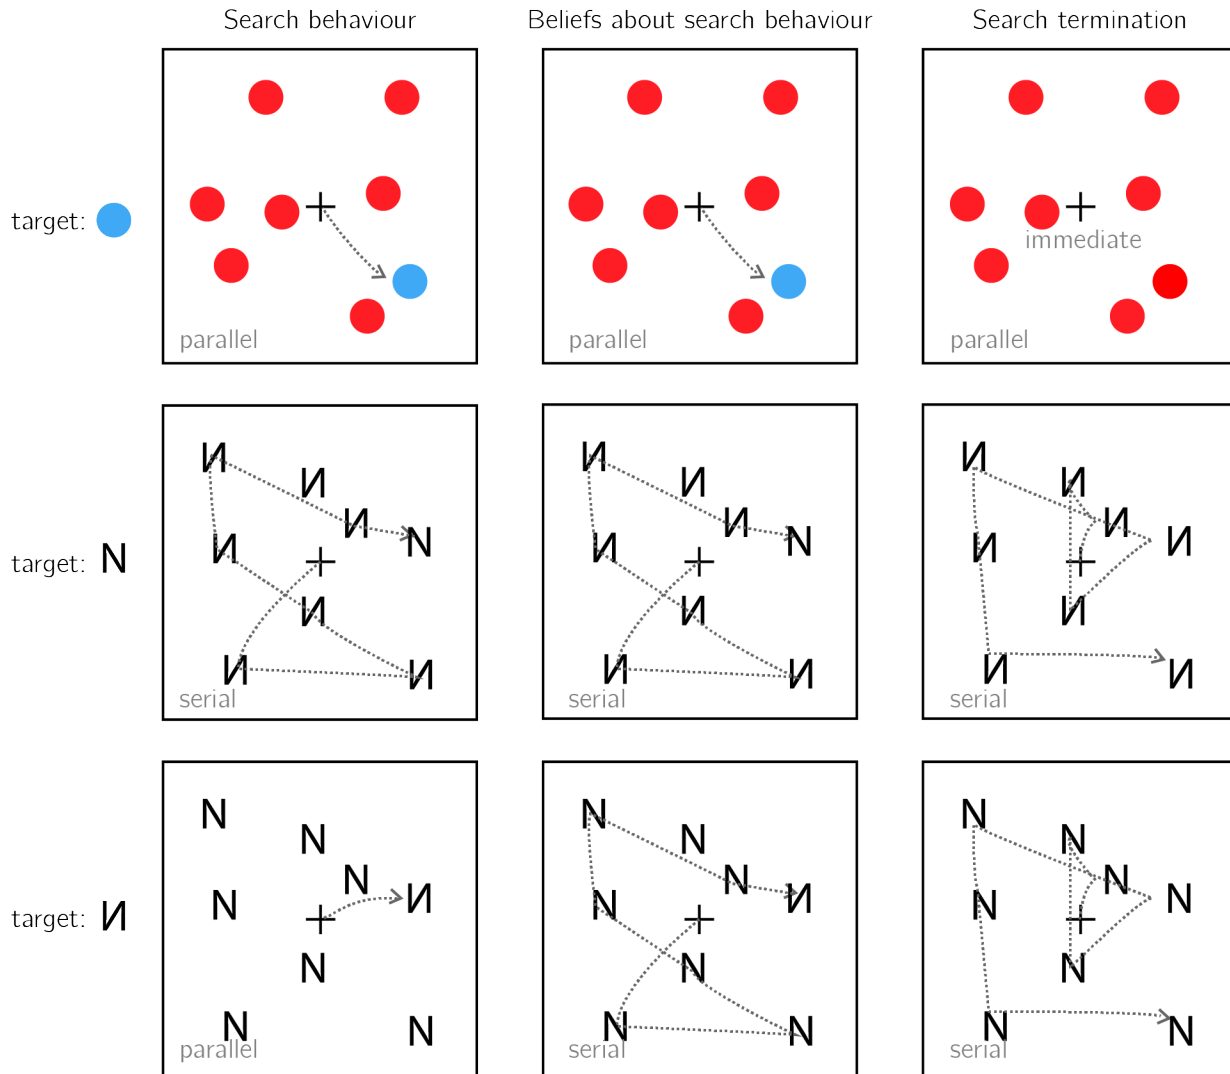 Search behaviour
Beliefs about search behaviour
Search termination
target:
parallel
parallel
immediate
parallel
target: N
И
И
И
N
И
И
И
И
serial
И
И
И
N
И
И
И
И
serial
И
И
И
И
И
И
И
И
serial
target: И
N
N
N
И
N
N
N
N
parallel
N
N
N
И
N
N
N
N
serial
N
N
N
N
N
N
N
N
serial